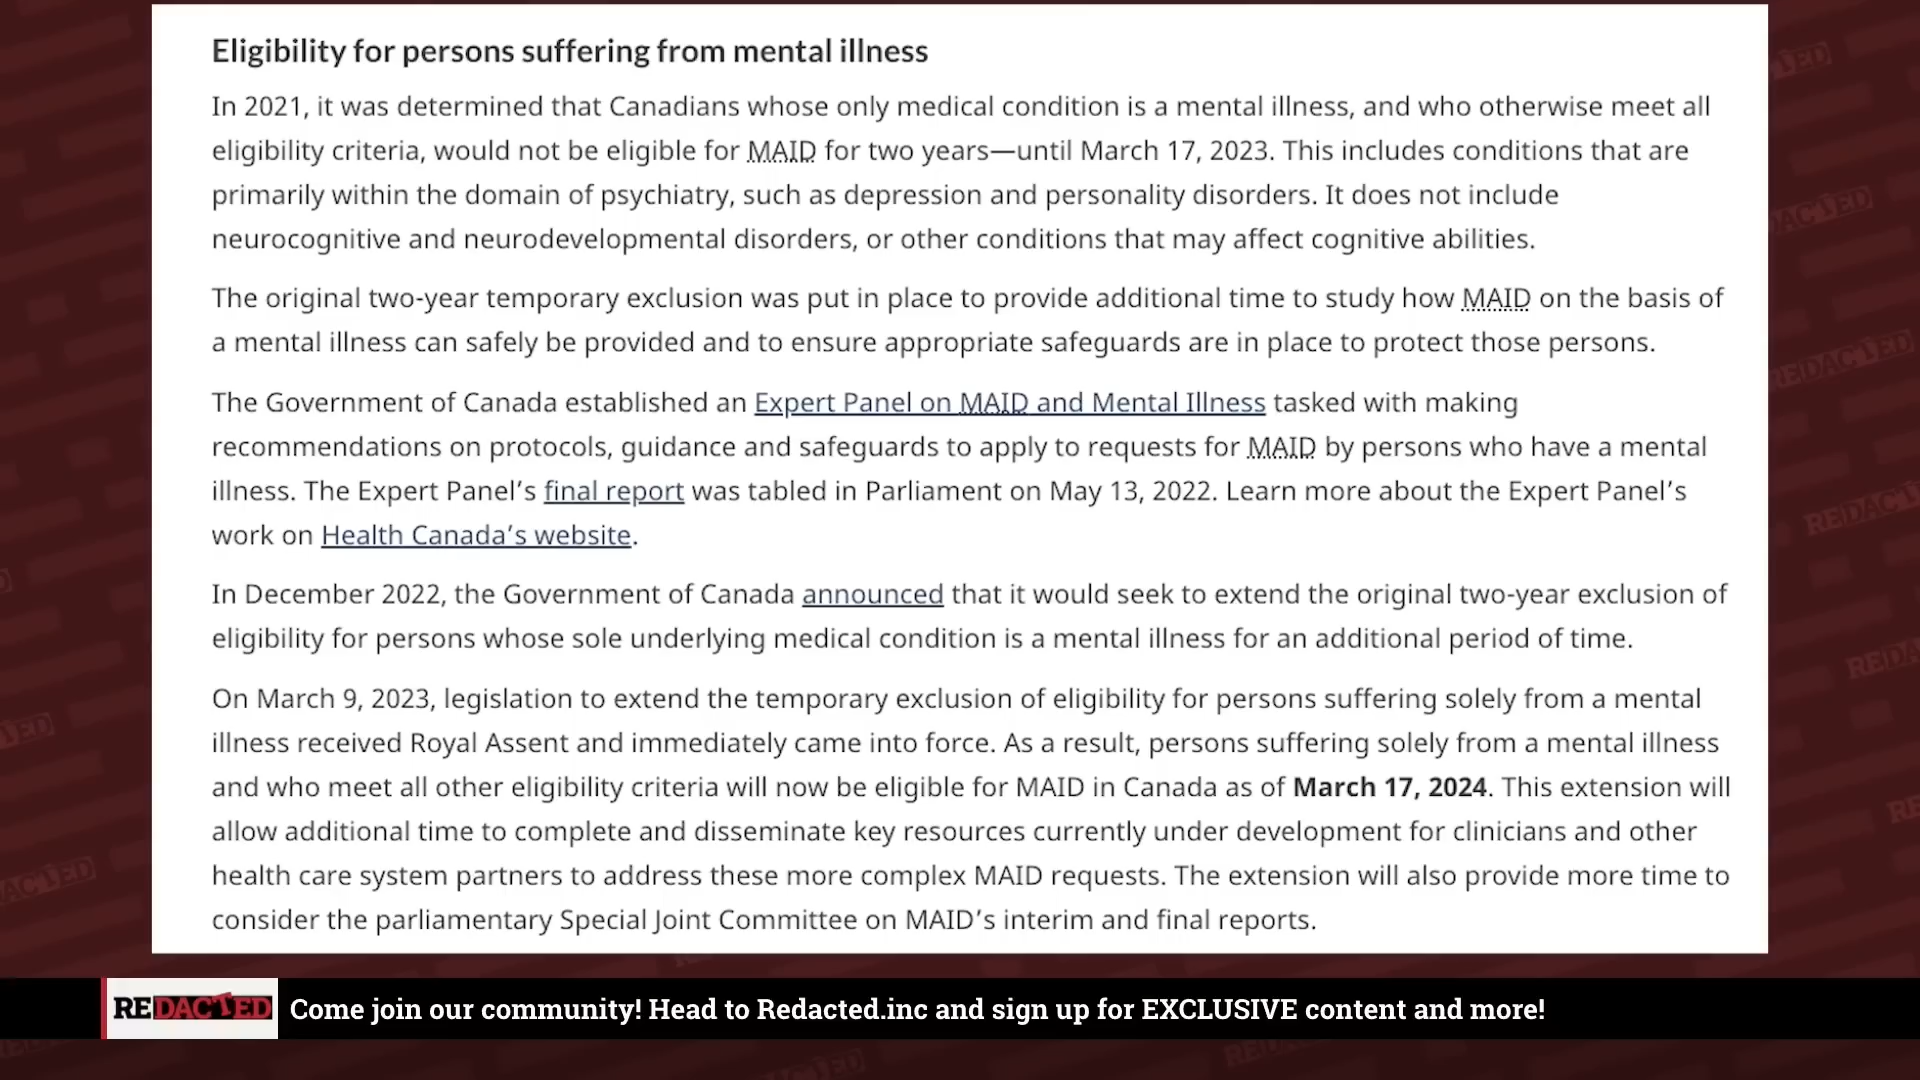 Eligibility for persons suffering from mental illness
In 2021, it was determined that Canadians whose only medical condition is a mental illness, and who otherwise meet all
eligibility criteria, would not be eligible for MAID for two years—until March 17, 2023. This includes conditions that are
primarily within the domain of psychiatry, such as depression and personality disorders. It does not include
neurocognitive and neurodevelopmental disorders, or other conditions that may affect cognitive abilities.
The original two-year temporary exclusion was put in place to provide additional time to study how MAID on the basis of
a mental illness can safely be provided and to ensure appropriate safeguards are in place to protect those persons.
The Government of Canada established an Expert Panel on MAID and Mental Illness tasked with making
recommendations on protocols, guidance and safeguards to apply to requests for MAID by persons who have a mental
illness. The Expert Panel’s final report was tabled in Parliament on May 13, 2022. Learn more about the Expert Panel’s
work on Health Canada’s website.
In December 2022, the Government of Canada announced that it would seek to extend the original two-year exclusion of
eligibility for persons whose sole underlying medical condition is a mental illness for an additional period of time.
On March 9, 2023, legislation to extend the temporary exclusion of eligibility for persons suffering solely from a mental
illness received Royal Assent and immediately came into force. As a result, persons suffering solely from a mental illness
and who meet all other eligibility criteria will now be eligible for MAID in Canada as of March 17, 2024. This extension will
allow additional time to complete and disseminate key resources currently under development for clinicians and other
health care system partners to address these more complex MAID requests. The extension will also provide more time to
consider the parliamentary Special Joint Committee on MAID’s interim and final reports.
REDACTED Come join our community! Head to Redacted.inc and sign up for EXCLUSIVE content and more!